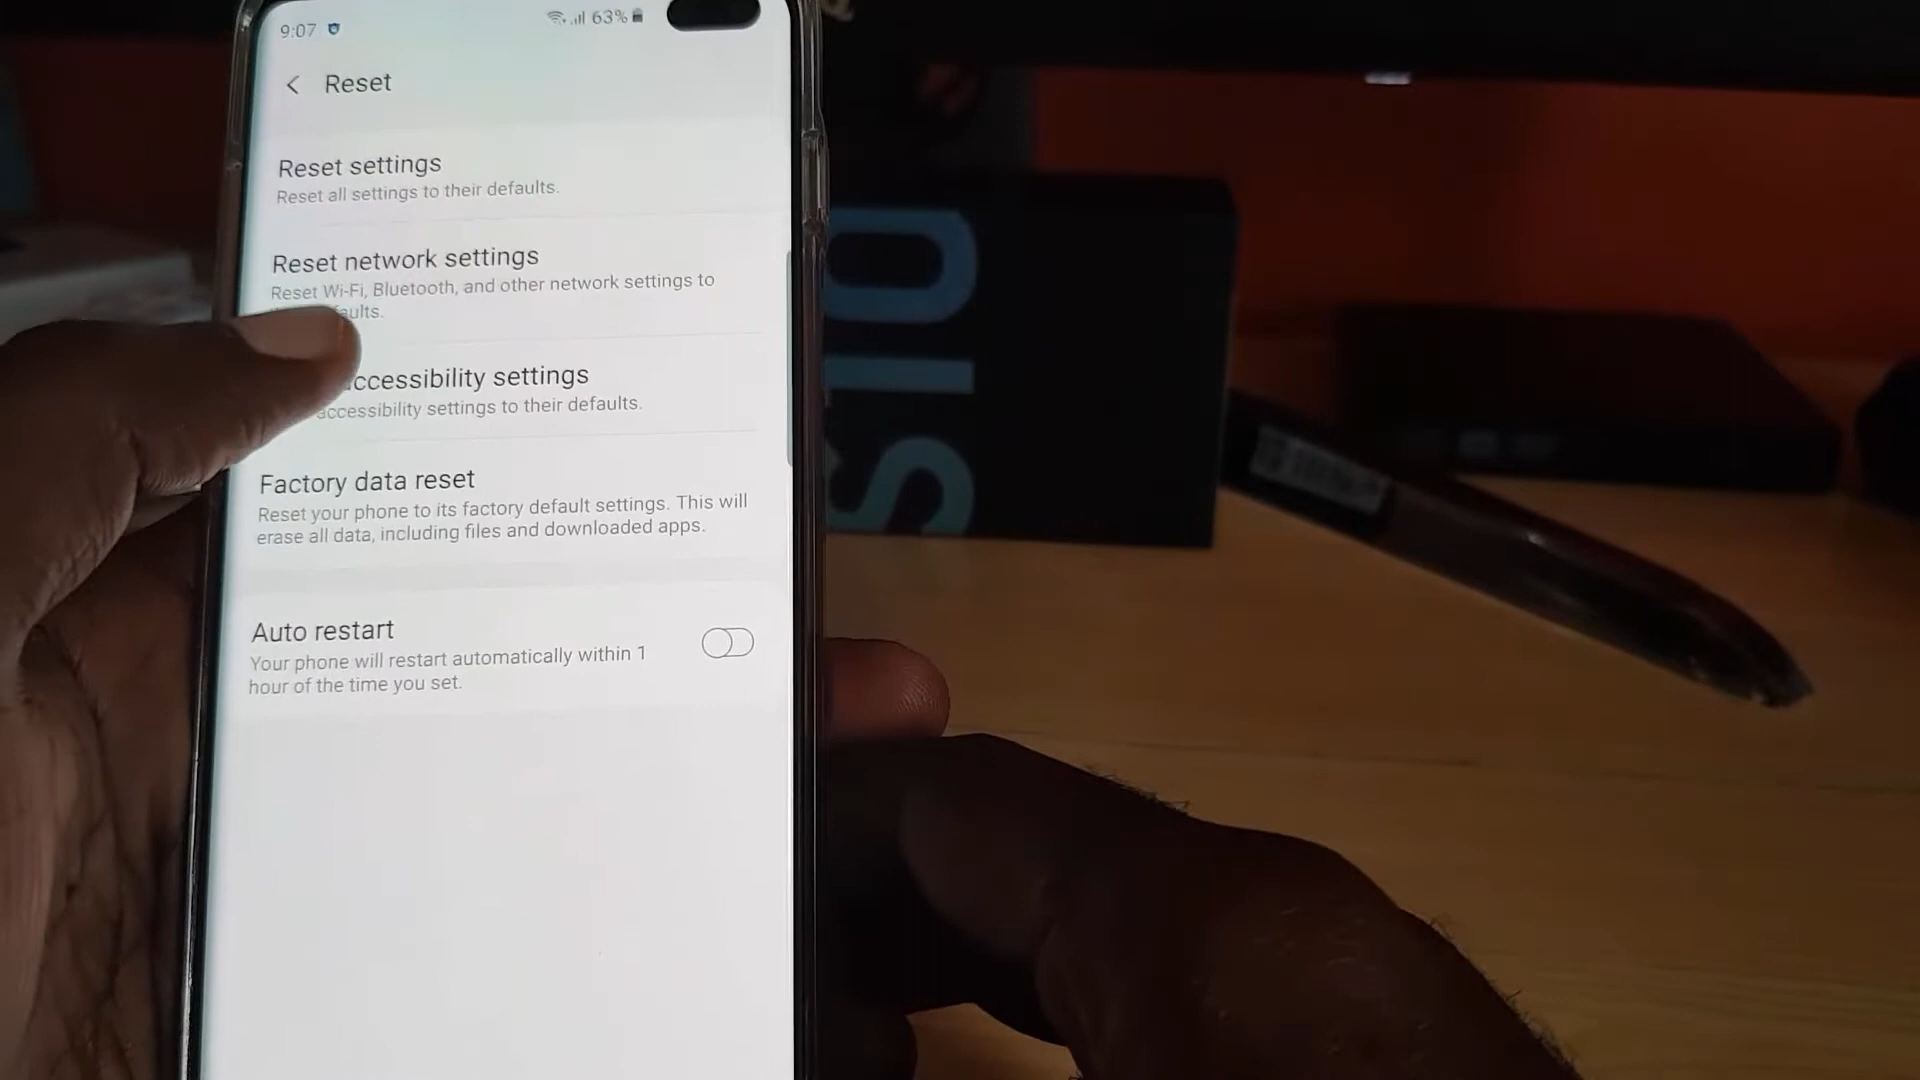 9:07 63%
Reset
Reset settings
Reset all settings to their defaults.
Reset network settings
Reset Wi-Fi, Bluetooth, and other network settings to
aults.
ccessibility settings
accessibility settings to their defaults.
Factory data reset
Reset your phone to its factory default settings. This will
erase all data, including files and downloaded apps.
Auto restart
Your phone will restart automatically within 1
hour of the time you set.
S10